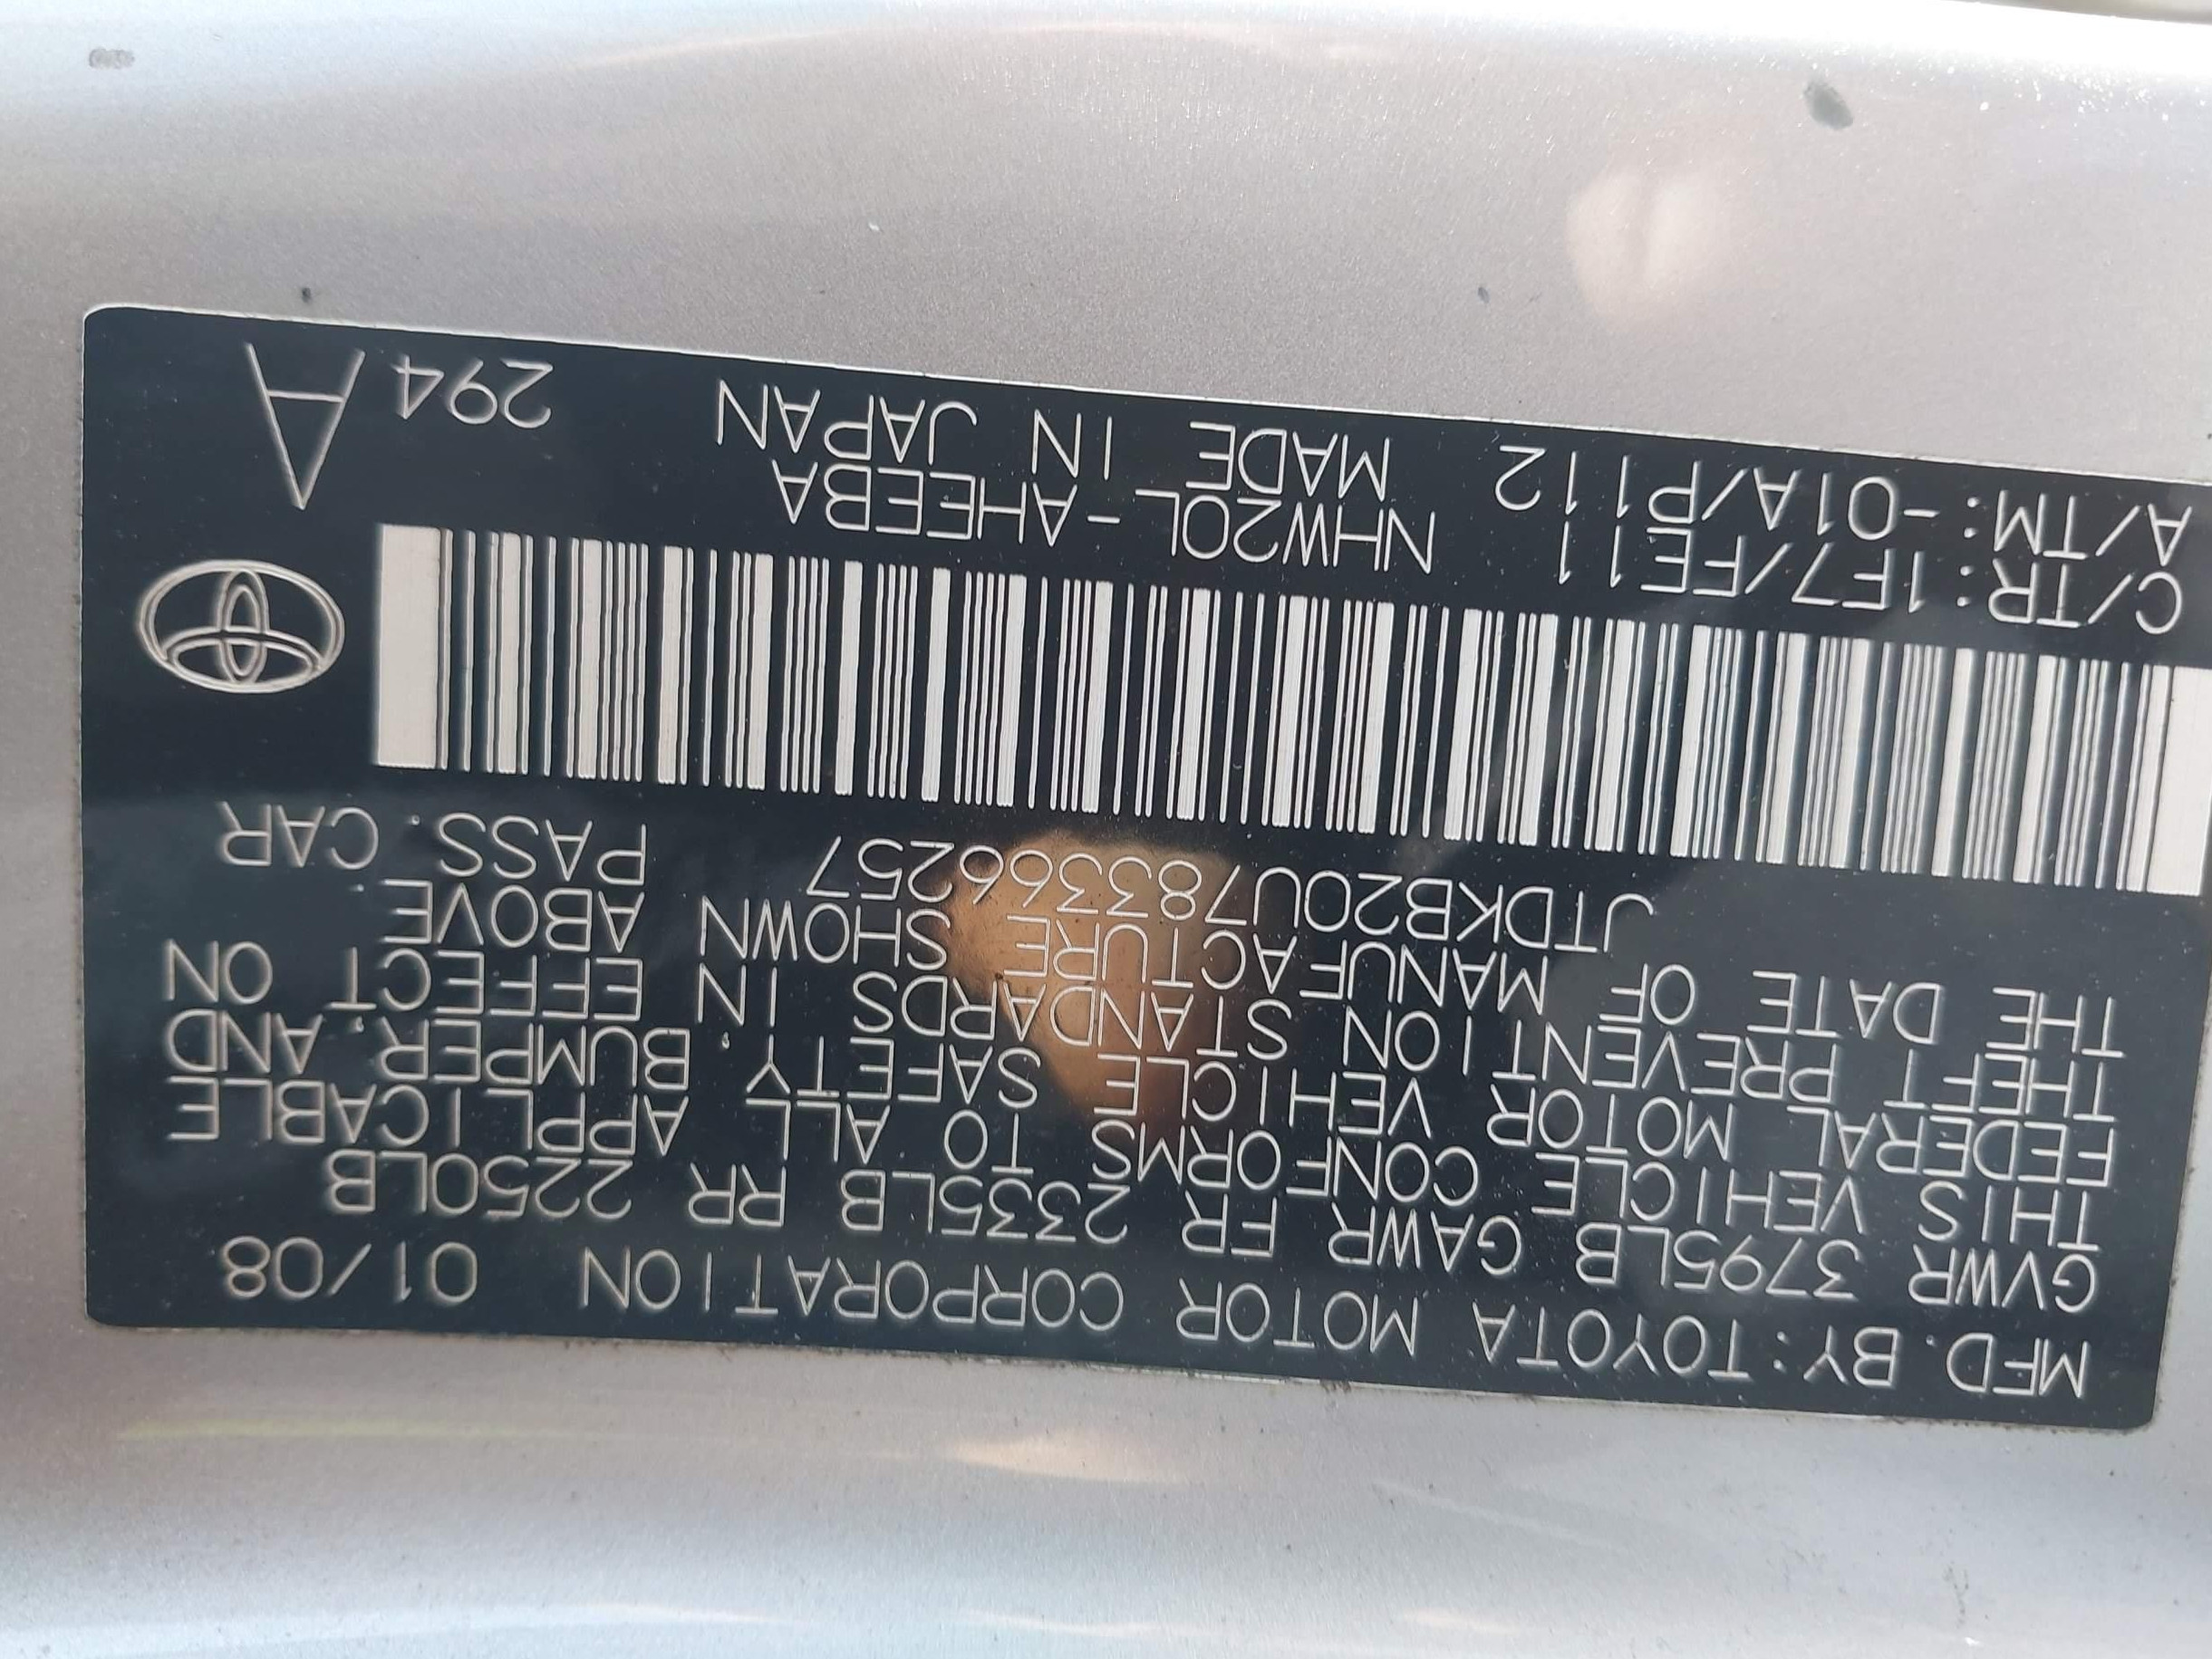 MFD. BY: TOYOTA MOTOR CORPORATION 01/08
GVWR 3795LB GAWR FR 2335LB RR 2250LB
THIS VEHICLE CONFORMS TO ALL APPLICABLE
FEDERAL MOTOR VEHICLE SAFETY, BUMPER, AND
THEFT PREVENTION STANDARDS IN EFFECT ON
THE DATE OF MANUFACTURE SHOWN ABOVE.
JTDKB20U783366257 PASS. CAR
C/TR: 1F7/FE11 NHW20L-AHEEBA
A/TM: -01A/P112 MADE IN JAPAN 294 A